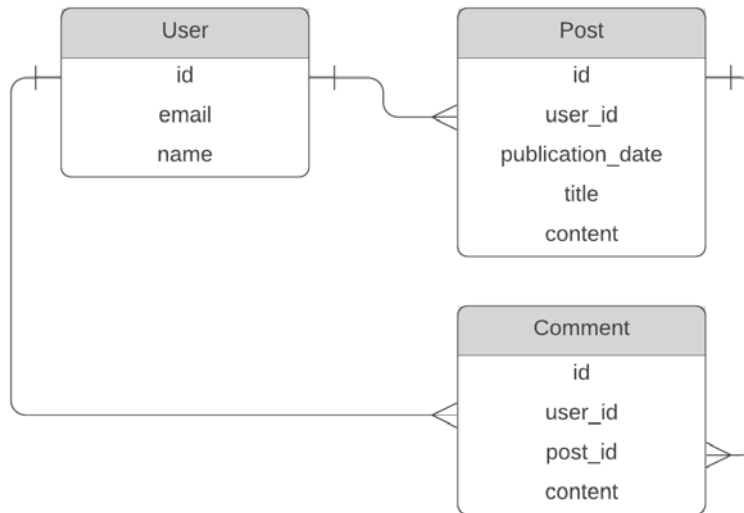 User
id
email
name
Post
id
user_id
publication_date
title
content
Comment
id
user_id
post_id
content